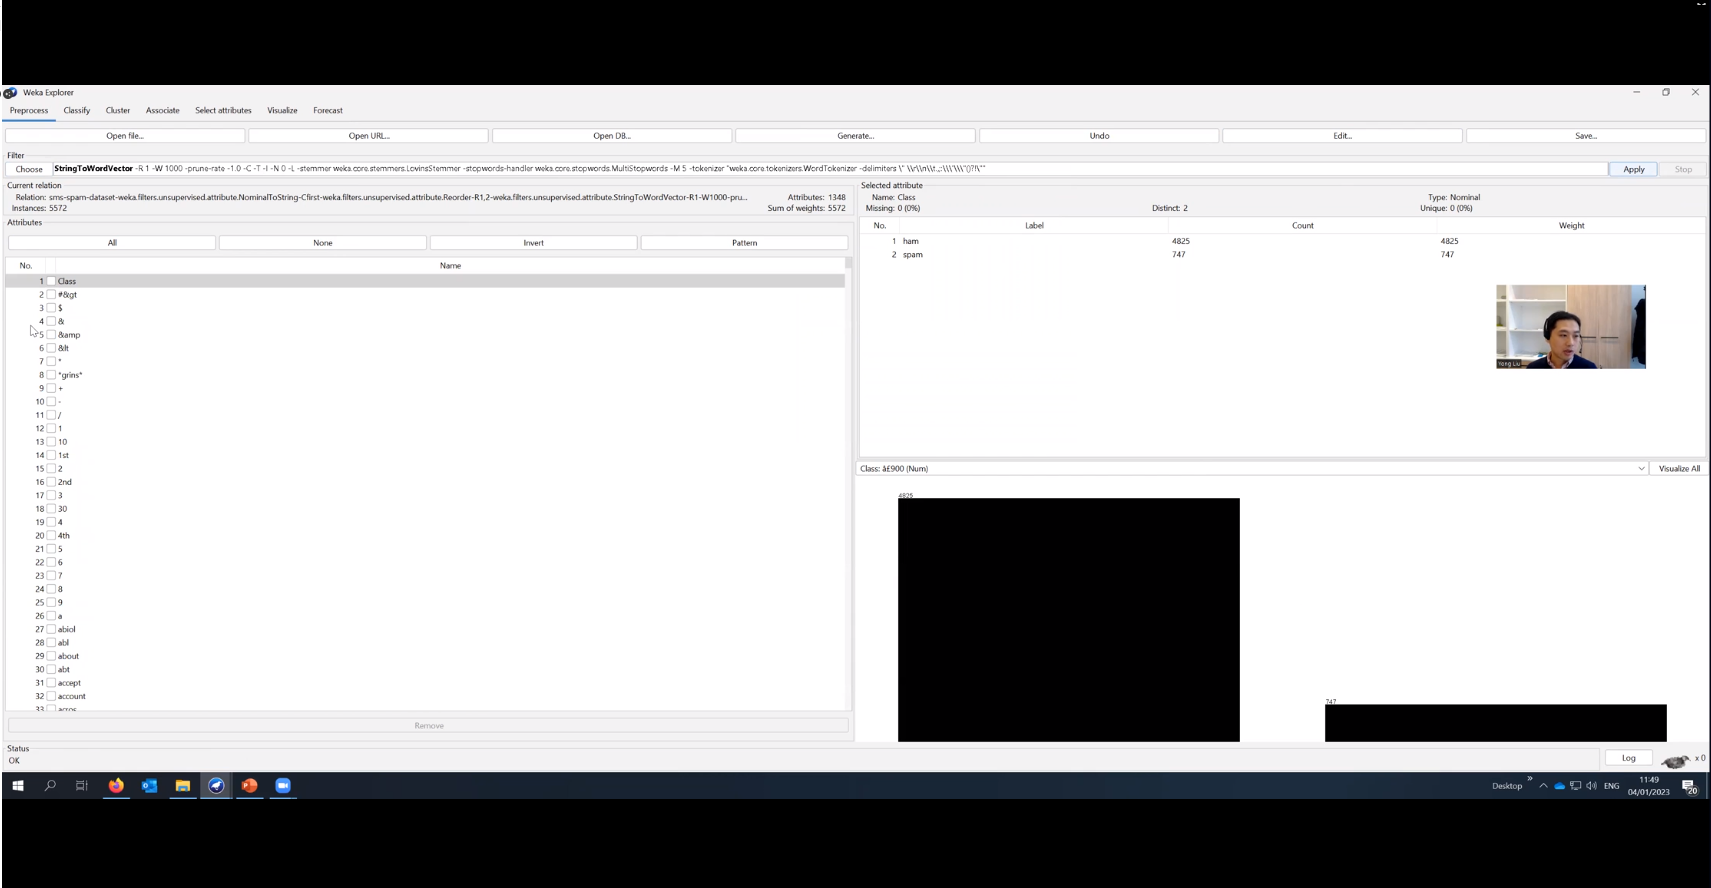 Weka Explorer
Preprocess Classify Cluster Associate Select attributes Visualize Forecast
Open file... Open URL... Open DB... Generate... Undo Edit... Save...
Filter
Choose StringToWordVector -R 1 -W 1000 -prune-rate -1.0 -C -T -I -N 0 -L -stemmer weka.core.stemmers.LovinsStemmer -stopwords-handler weka.core.stopwords.MultiStopwords -M 5 -tokenizer "weka.core.tokenizers.WordTokenizer -delimiters \" \\r\\n\\t.,;:\\\'\\\"()?!\"" Apply Stop
Current relation
Relation: sms-spam-dataset-weka.filters.unsupervised.attribute.NominalToString-Cfirst-weka.filters.unsupervised.attribute.Reorder-R1,2-weka.filters.unsupervised.attribute.StringToWordVector-R1-W1000-pru... Attributes: 1348
Instances: 5572 Sum of weights: 5572
Attributes
All None Invert Pattern
No. Name
1 Class
2 #&gt
3 $
4 &
5 &amp
6 &lt
7 *
8 *grins*
9 +
10 -
11 /
12 1
13 10
14 1st
15 2
16 2nd
17 3
18 30
19 4
20 4th
21 5
22 6
23 7
24 8
25 9
26 a
27 abiol
28 abl
29 about
30 abt
31 accept
32 account
33 acros
Remove
Selected attribute
Name: Class Type: Nominal
Missing: 0 (0%) Distinct: 2 Unique: 0 (0%)
No. Label Count Weight
1 ham 4825 4825
2 spam 747 747
Yong Liu
Class: â£900 (Num) Visualize All
4825
747
Status
OK
Log x 0
Desktop ENG 11:49
04/01/2023
20